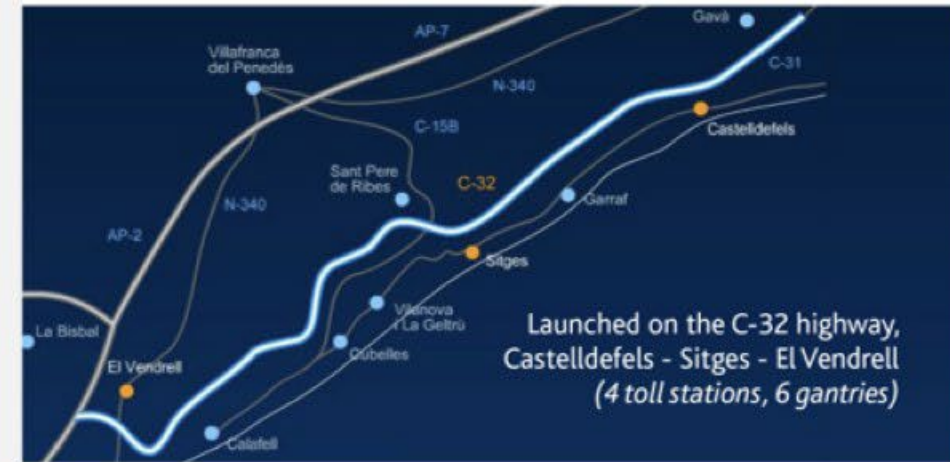 Gavà
AP-7
Villafranca
del Penedès
C-31
N-340
Castelldefels
C-15B
Sant Pere
de Ribes
C-32
Garraf
N-340
AP-2
Sitges
Vilanova
i La Geltrù
La Bisbal
Cubelles
El Vendrell
Calafell
Launched on the C-32 highway,
Castelldefels - Sitges - El Vendrell
(4 toll stations, 6 gantries)